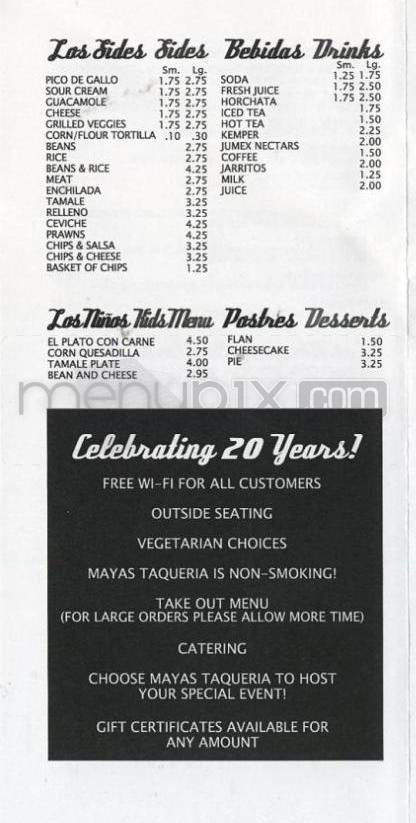 Los Sides Sides
Sm. Lg.
PICO DE GALLO 1.75 2.75
SOUR CREAM 1.75 2.75
GUACAMOLE 1.75 2.75
CHEESE 1.75 2.75
GRILLED VEGGIES 1.75 2.75
CORN/FLOUR TORTILLA .10 .30
BEANS 2.75
RICE 2.75
BEANS & RICE 4.25
MEAT 2.75
ENCHILADA 2.75
TAMALE 3.25
RELLENO 3.25
CEVICHE 4.25
PRAWNS 4.25
CHIPS & SALSA 3.25
CHIPS & CHEESE 3.25
BASKET OF CHIPS 1.25
Bebidas Drinks
Sm. Lg.
SODA 1.25 1.75
FRESH JUICE 1.75 2.50
HORCHATA 1.75 2.50
ICED TEA 1.75
HOT TEA 1.50
KEMPER 2.25
JUMEX NECTARS 2.00
COFFEE 1.50
JARRITOS 2.00
MILK 1.25
JUICE 2.00
Los Niños Kids Menu
EL PLATO CON CARNE 4.50
CORN QUESADILLA 2.75
TAMALE PLATE 4.00
BEAN AND CHEESE 2.95
Postres Desserts
FLAN 1.50
CHEESECAKE 3.25
PIE 3.25
menupix.com
Celebrating 20 Years!
FREE WI-FI FOR ALL CUSTOMERS
OUTSIDE SEATING
VEGETARIAN CHOICES
MAYAS TAQUERIA IS NON-SMOKING!
TAKE OUT MENU
(FOR LARGE ORDERS PLEASE ALLOW MORE TIME)
CATERING
CHOOSE MAYAS TAQUERIA TO HOST
YOUR SPECIAL EVENT!
GIFT CERTIFICATES AVAILABLE FOR
ANY AMOUNT